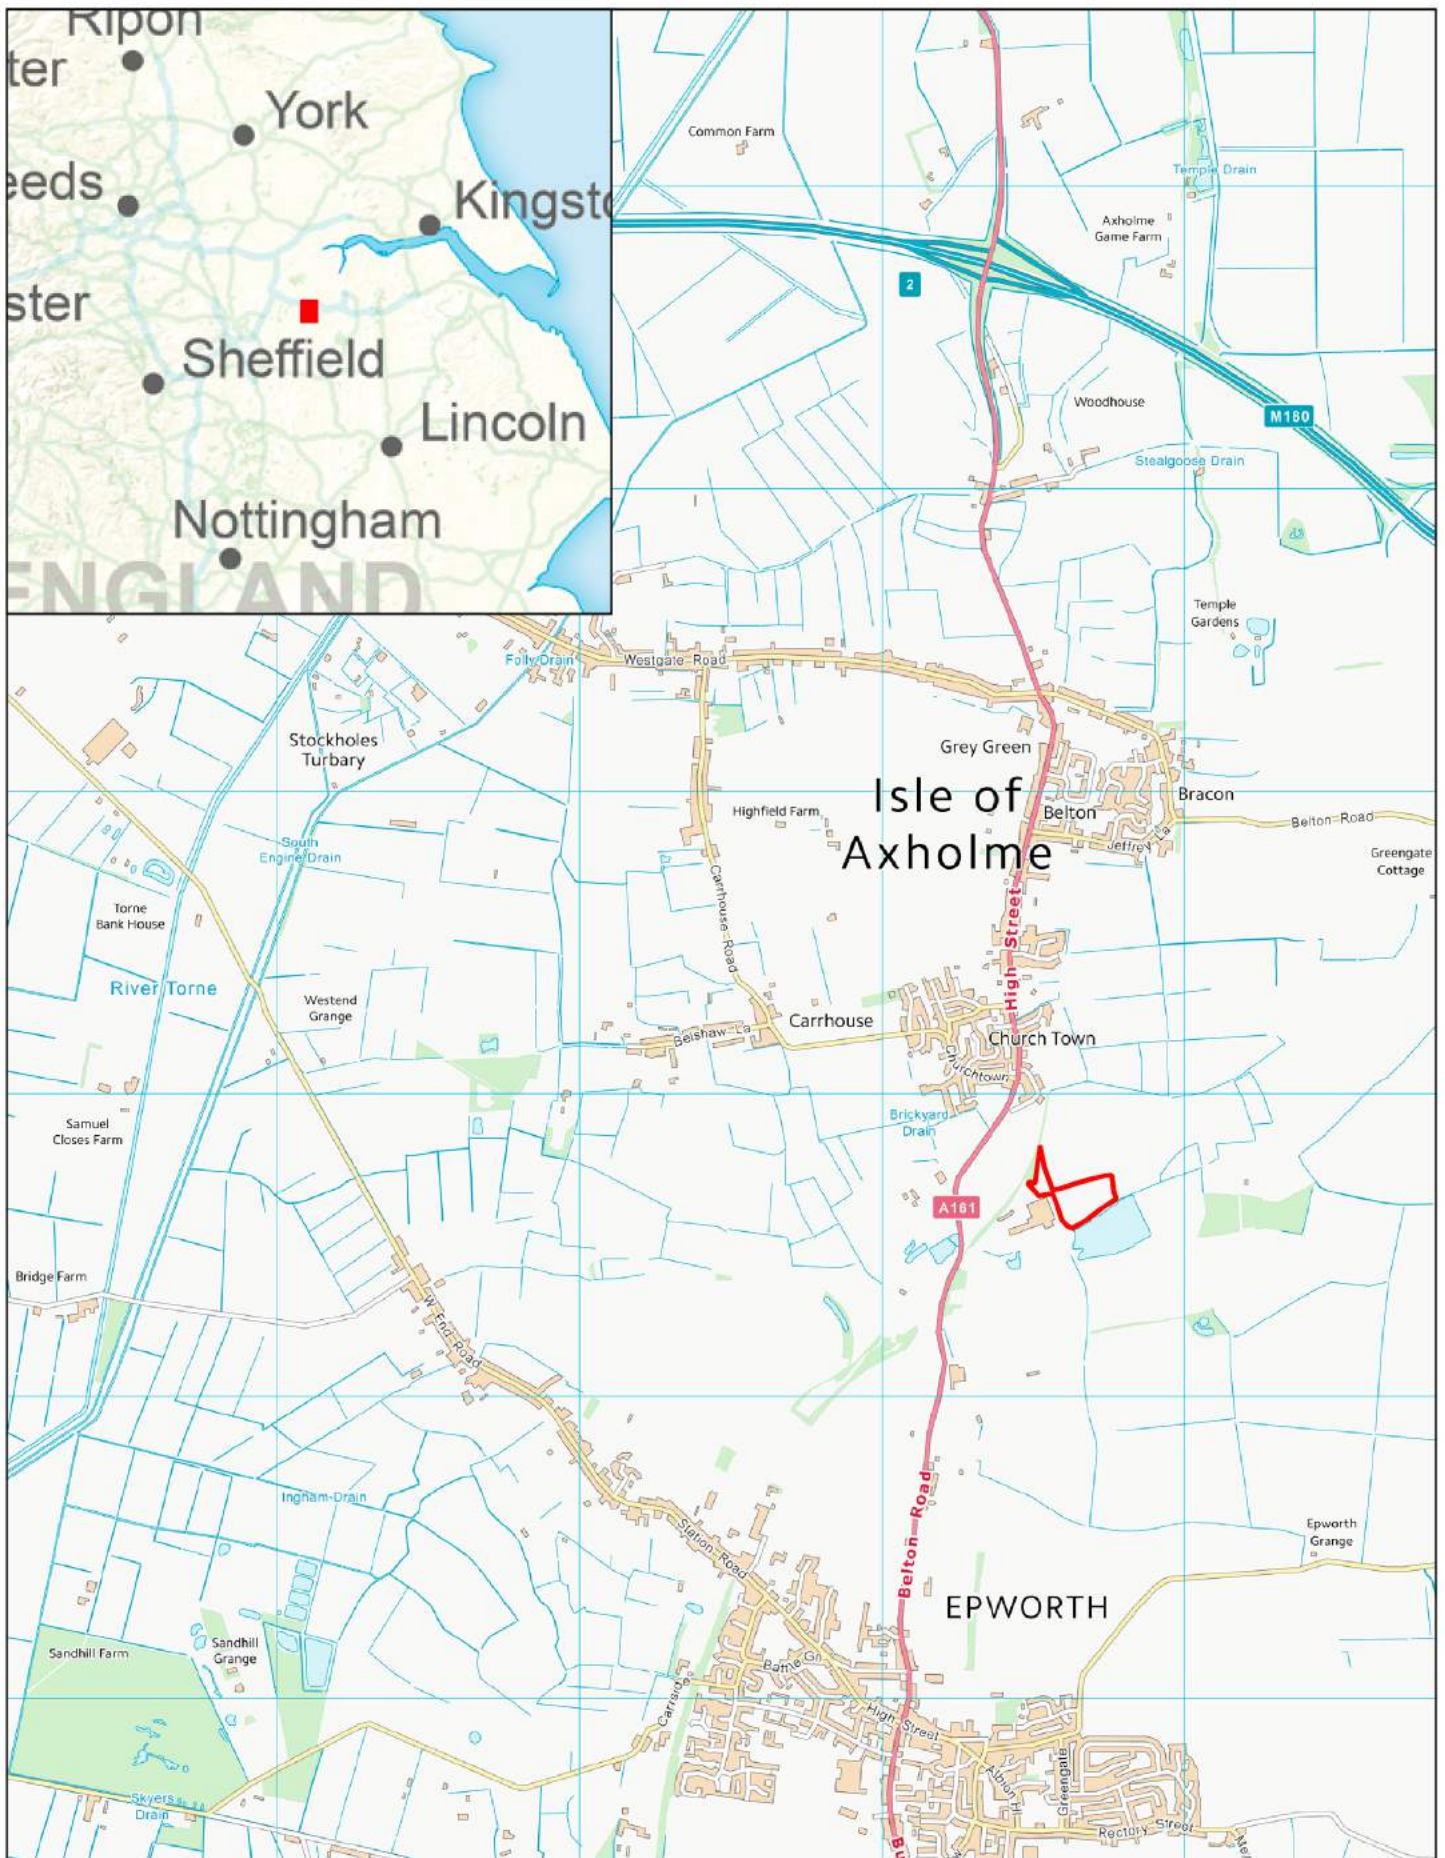 Ripon
ter
York
eeds
Kingsto
ster
Sheffield
Lincoln
Nottingham
ENGLAND
Common Farm
Temple Drain
Axholme
Game Farm
2
Woodhouse
M180
Stealgoose Drain
Temple
Gardens
Folly Drain
Westgate Road
Stockholes
Turbary
Grey Green
Isle of
Axholme
Bracon
Belton
Highfield Farm
Belton Road
Jeffrey La
South
Engine Drain
Greengate
Cottage
Carrhouse Road
High Street
Torne
Bank House
River Torne
Westend
Grange
Carrhouse
Belshaw La
Church Town
Churchtown
Brickyard
Drain
Samuel
Closes Farm
A161
Bridge Farm
W End Road
Ingham Drain
Station Road
Belton Road
Epworth
Grange
EPWORTH
Sandhill Farm
Sandhill
Grange
Battle Gn
Carrside
High Street
Albion Hl
Greengate
Skyers
Drain
Rectory Street
Bu